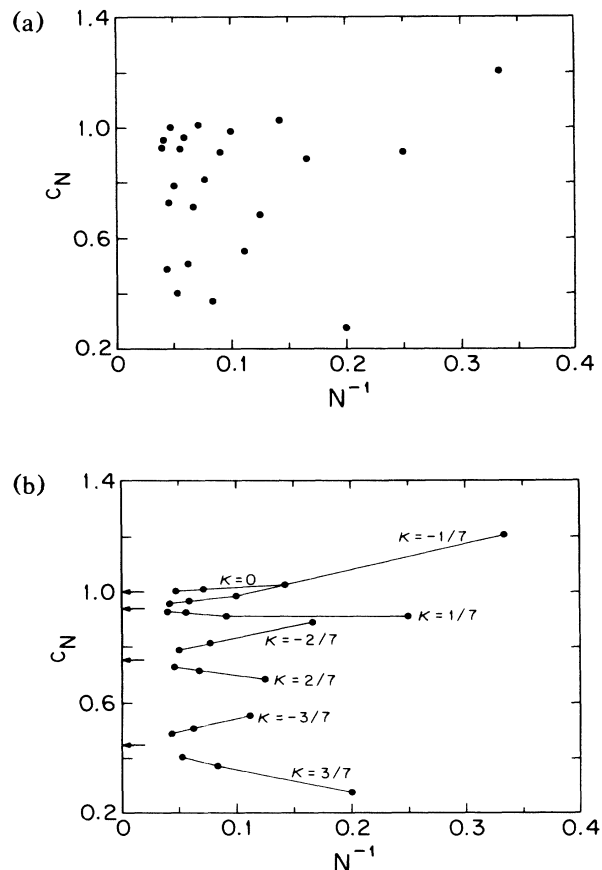 (a)
1.4
1.0
0.6
0.2
C_N
0
0.1
0.2
0.3
0.4
N⁻¹
(b)
1.4
1.0
0.6
0.2
C_N
K = -1/7
K = 0
K = 1/7
K = -2/7
K = 2/7
K = -3/7
K = 3/7
0
0.1
0.2
0.3
0.4
N⁻¹